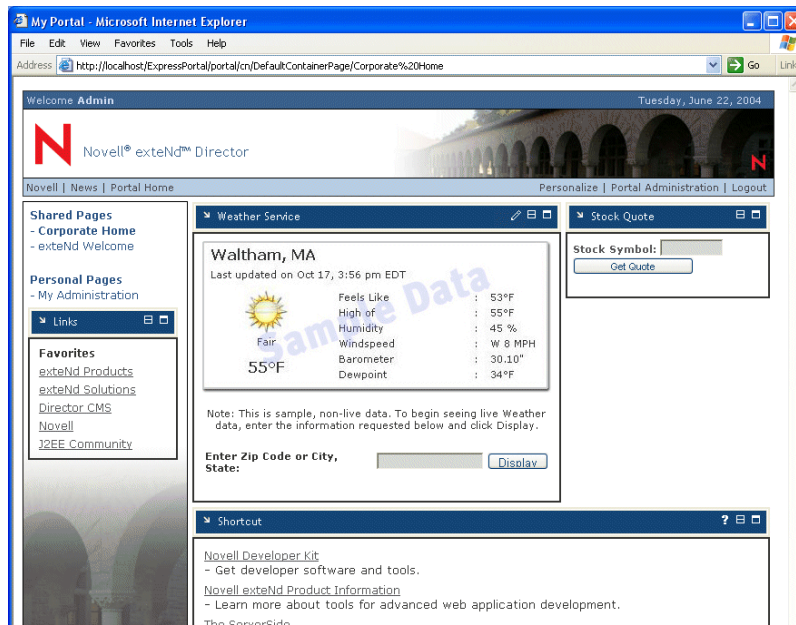 My Portal - Microsoft Internet Explorer
File Edit View Favorites Tools Help
Address http://localhost/ExpressPortal/portal/cn/DefaultContainerPage/Corporate%20Home Go Link
Welcome Admin Tuesday, June 22, 2004
N Novell® exteNd™ Director N
Novell | News | Portal Home Personalize | Portal Administration | Logout
Shared Pages
- Corporate Home
- exteNd Welcome
Personal Pages
- My Administration
Links
Favorites
exteNd Products
exteNd Solutions
Director CMS
Novell
J2EE Community
Weather Service
Waltham, MA
Last updated on Oct 17, 3:56 pm EDT
Sample Data
Fair
55°F
Feels Like : 53°F
High of : 55°F
Humidity : 45 %
Windspeed : W 8 MPH
Barometer : 30.10"
Dewpoint : 34°F
Note: This is sample, non-live data. To begin seeing live Weather
data, enter the information requested below and click Display.
Enter Zip Code or City,
State: Display
Stock Quote
Stock Symbol:
Get Quote
Shortcut ?
Novell Developer Kit
- Get developer software and tools.
Novell exteNd Product Information
- Learn more about tools for advanced web application development.
The ServerSide